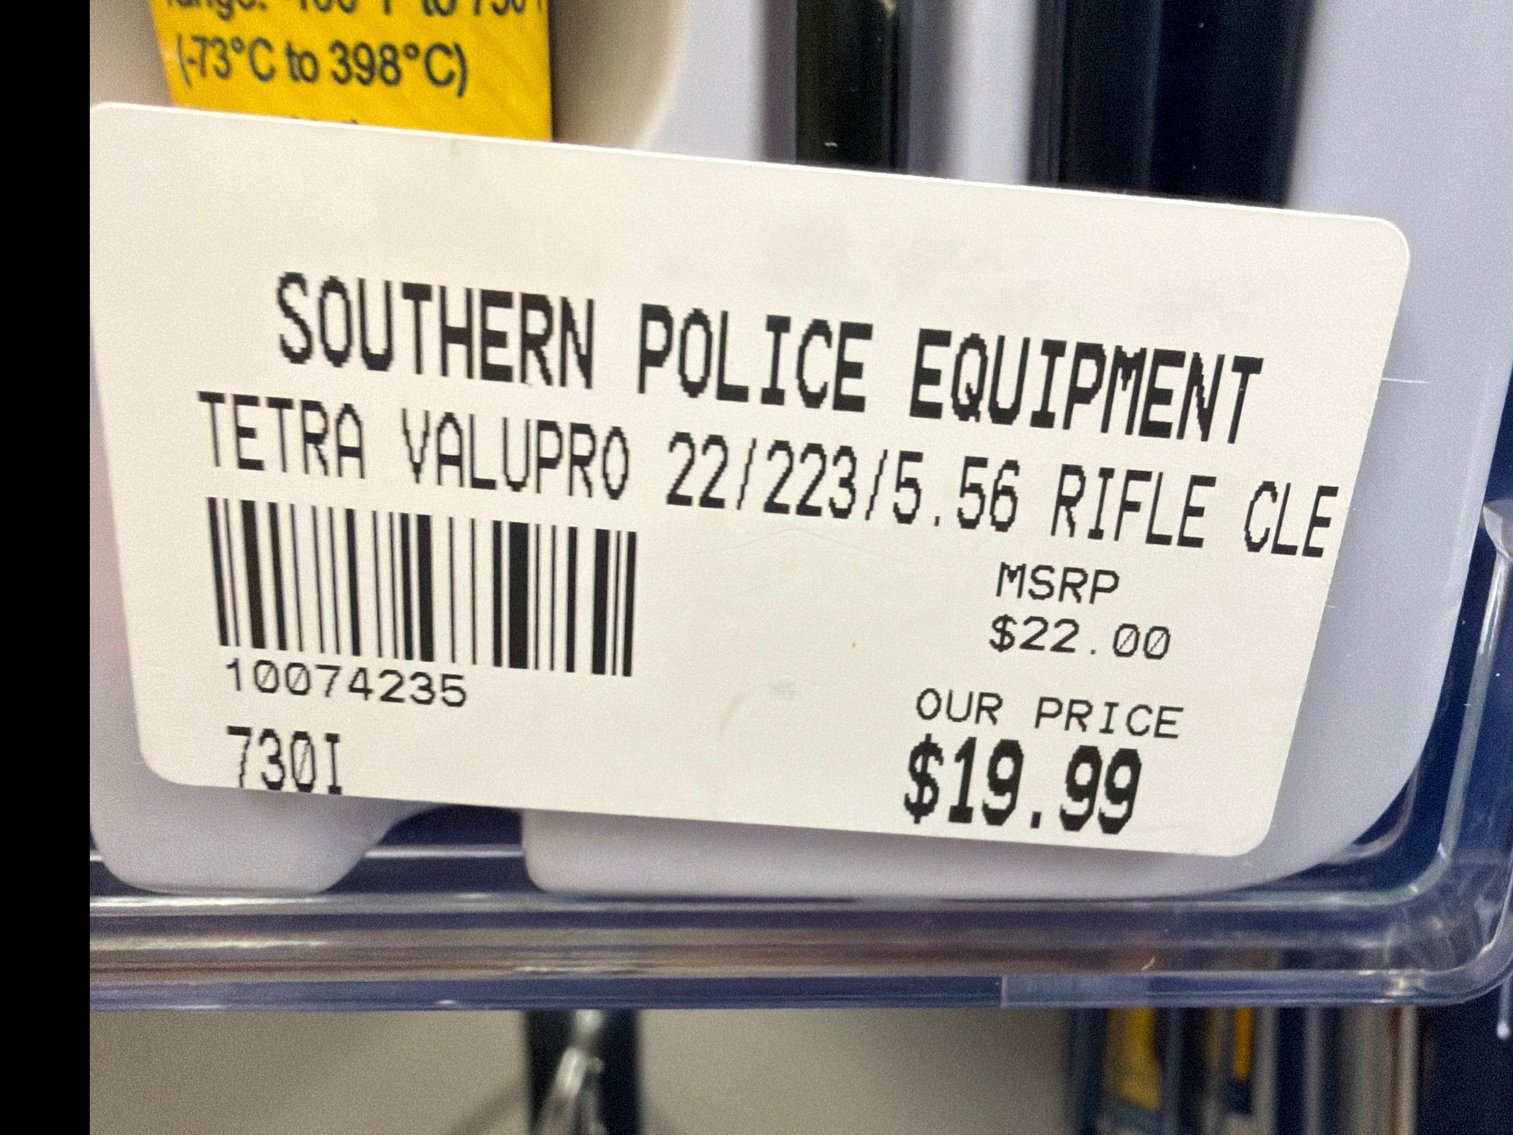 (-73°C to 398°C)
SOUTHERN POLICE EQUIPMENT
TETRA VALUPRO 22/223/5.56 RIFLE CLE
MSRP
$22.00
10074235
OUR PRICE
730I
$19.99